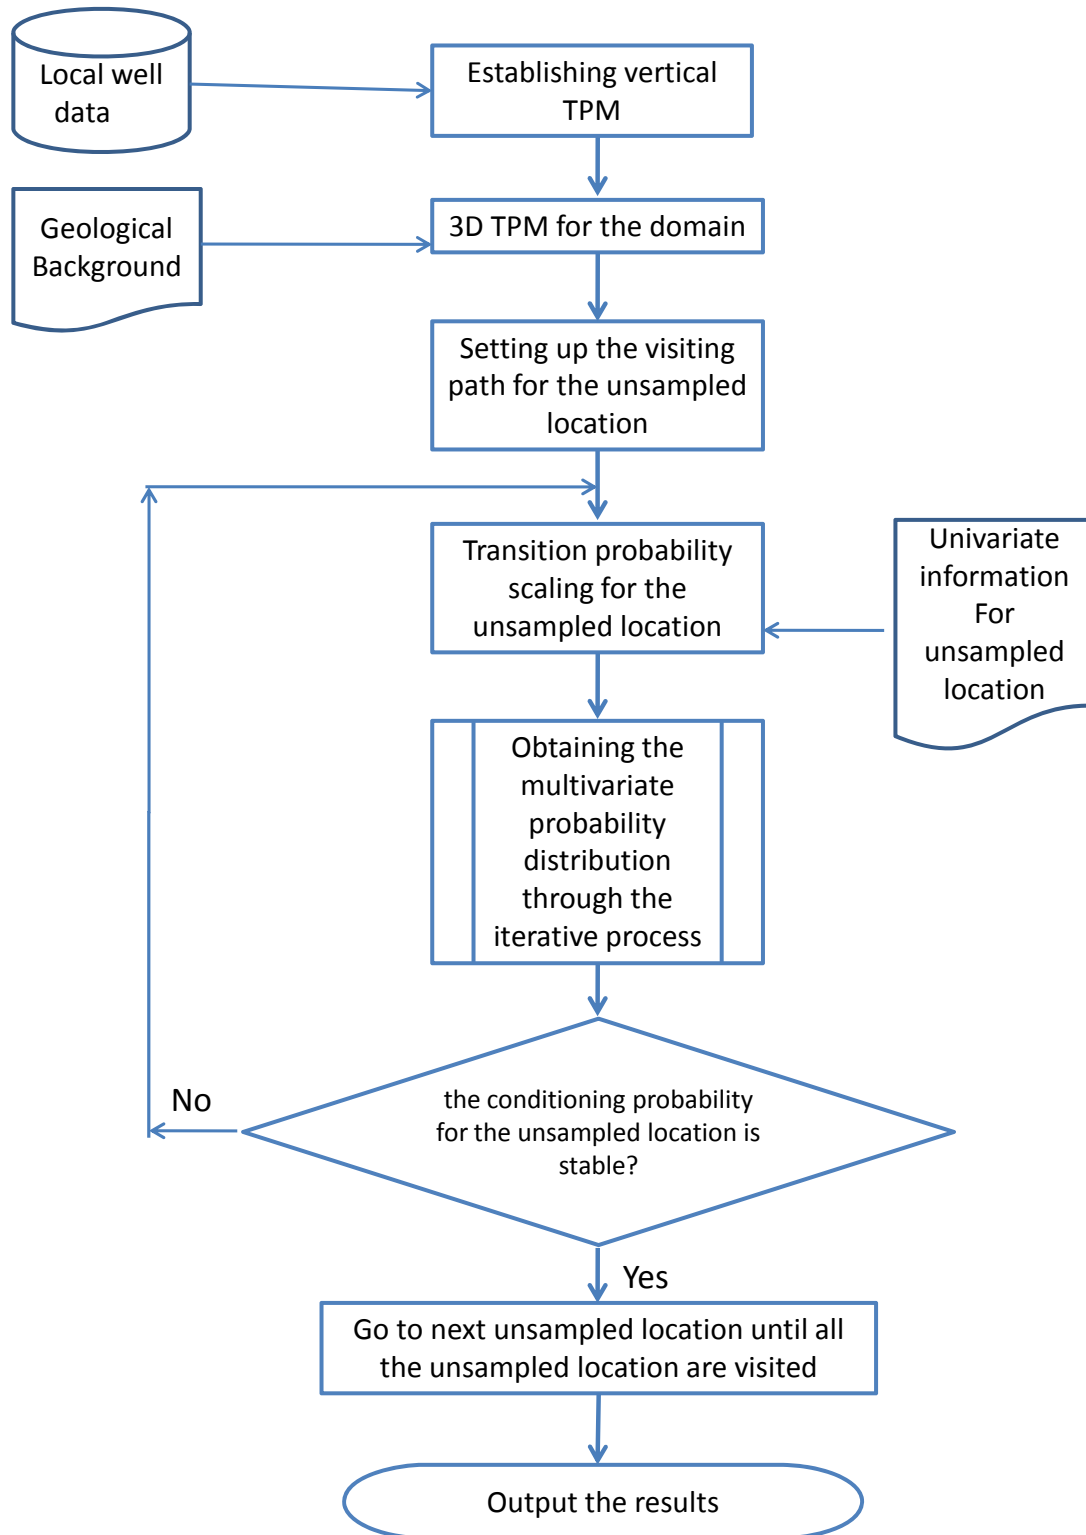 Local well
data
Establishing vertical
TPM
Geological
Background
3D TPM for the domain
Setting up the visiting
path for the unsampled
location
Transition probability
scaling for the
unsampled location
Univariate
information
For
unsampled
location
Obtaining the
multivariate
probability
distribution
through the
iterative process
No
the conditioning probability
for the unsampled location is
stable?
Yes
Go to next unsampled location until all
the unsampled location are visited
Output the results